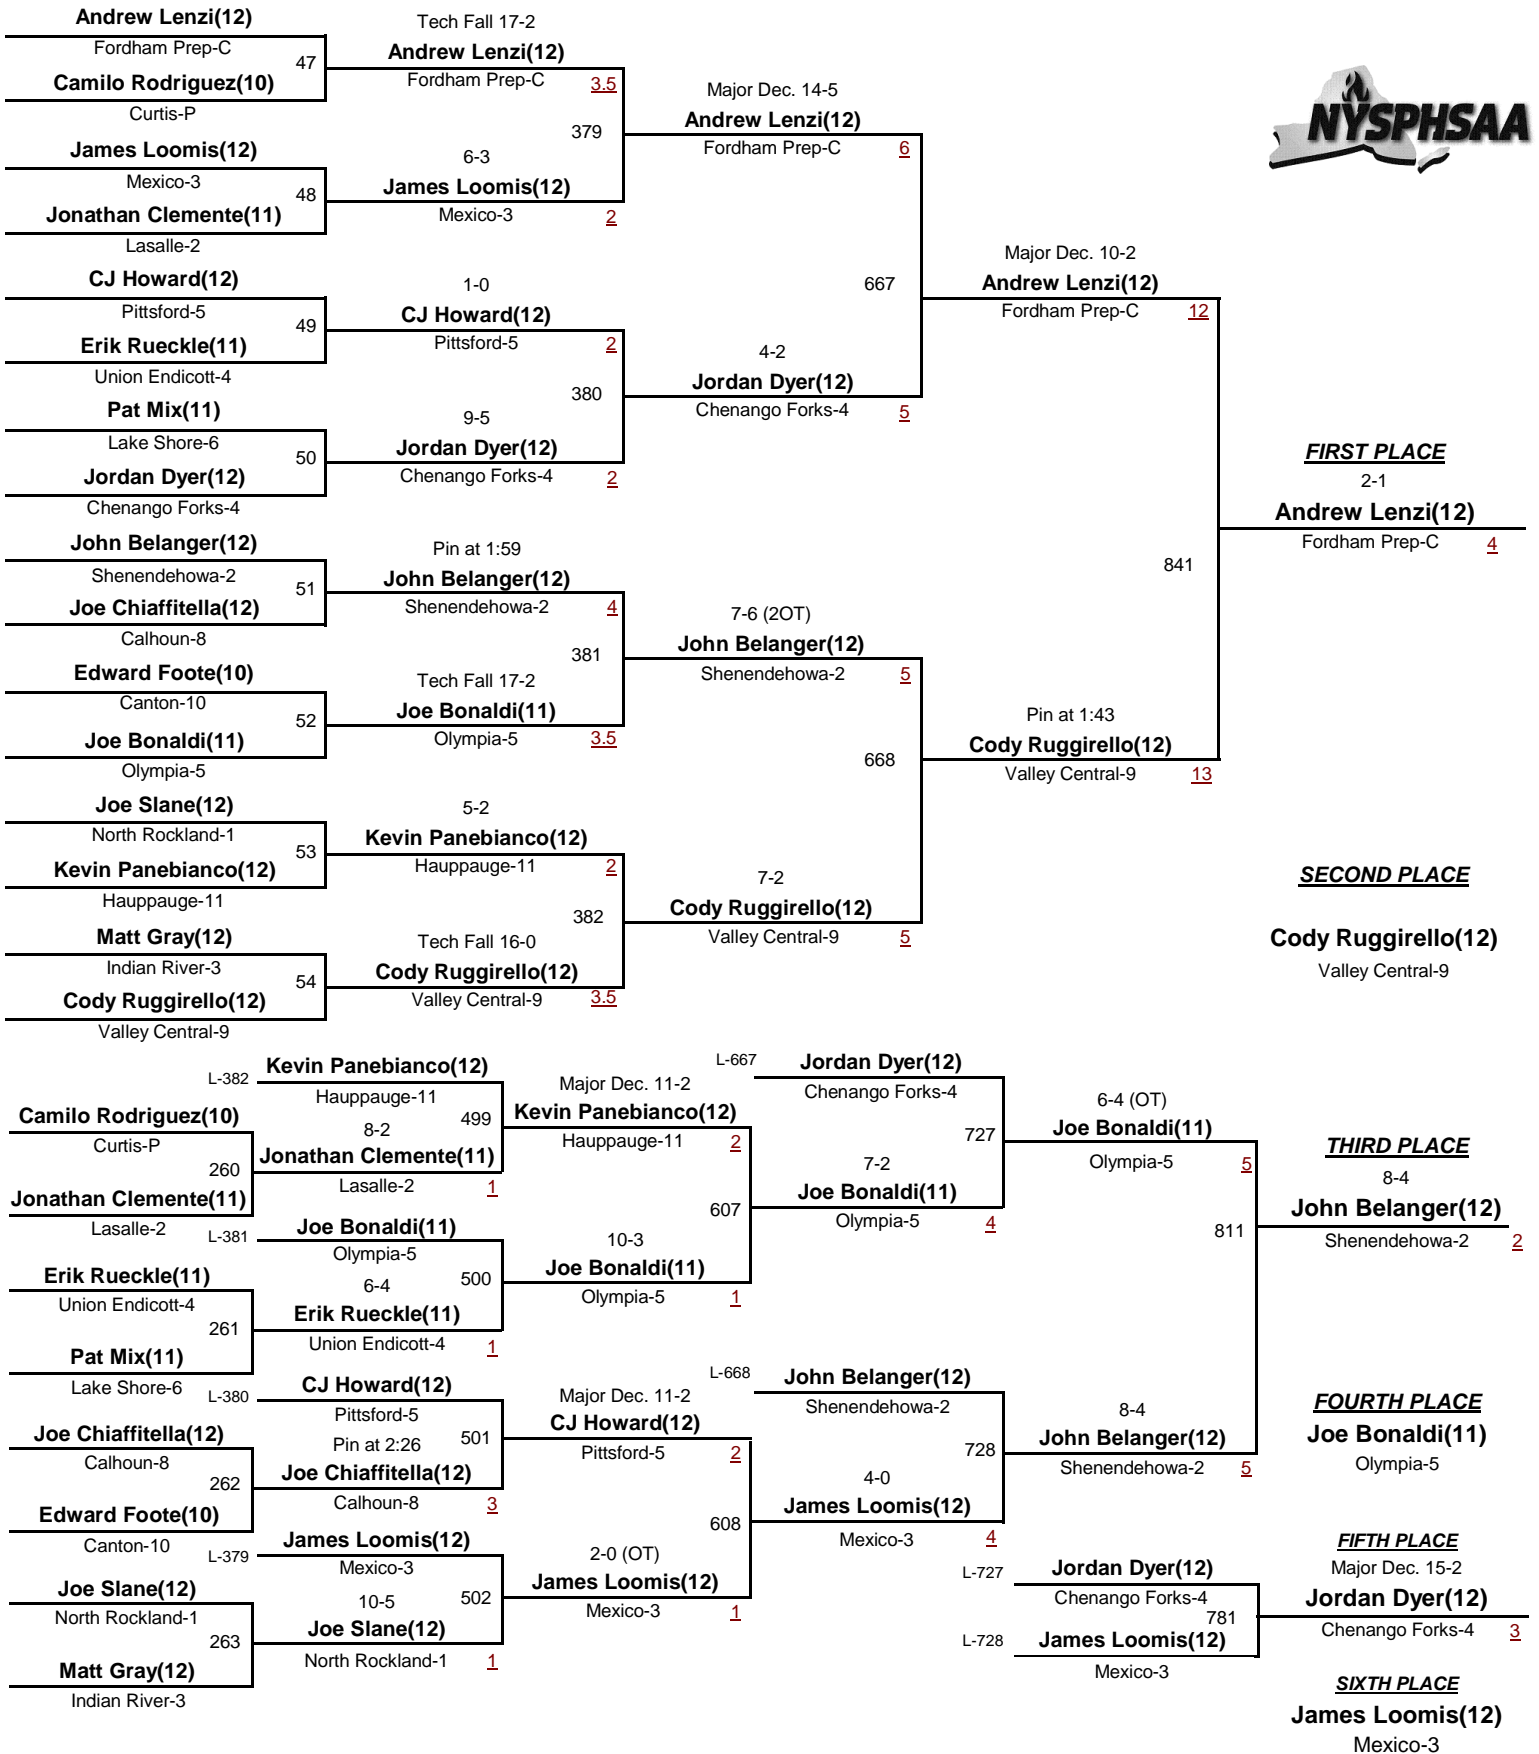 Andrew Lenzi(12)
Fordham Prep-C
47
Camilo Rodriguez(10)
Curtis-P
James Loomis(12)
Mexico-3
48
Jonathan Clemente(11)
Lasalle-2
CJ Howard(12)
Pittsford-5
49
Erik Rueckle(11)
Union Endicott-4
Pat Mix(11)
Lake Shore-6
50
Jordan Dyer(12)
Chenango Forks-4
John Belanger(12)
Shenendehowa-2
51
Joe Chiaffitella(12)
Calhoun-8
Edward Foote(10)
Canton-10
52
Joe Bonaldi(11)
Olympia-5
Joe Slane(12)
North Rockland-1
53
Kevin Panebianco(12)
Hauppauge-11
Matt Gray(12)
Indian River-3
54
Cody Ruggirello(12)
Valley Central-9
Tech Fall 17-2
Andrew Lenzi(12)
Fordham Prep-C 3.5
379
6-3
James Loomis(12)
Mexico-3 2
1-0
CJ Howard(12)
Pittsford-5 2
380
9-5
Jordan Dyer(12)
Chenango Forks-4 2
Pin at 1:59
John Belanger(12)
Shenendehowa-2 4
381
Tech Fall 17-2
Joe Bonaldi(11)
Olympia-5 3.5
5-2
Kevin Panebianco(12)
Hauppauge-11 2
382
Tech Fall 16-0
Cody Ruggirello(12)
Valley Central-9 3.5
Major Dec. 14-5
Andrew Lenzi(12)
Fordham Prep-C 6
667
4-2
Jordan Dyer(12)
Chenango Forks-4 5
7-6 (2OT)
John Belanger(12)
Shenendehowa-2 5
668
7-2
Cody Ruggirello(12)
Valley Central-9 5
Major Dec. 10-2
Andrew Lenzi(12)
Fordham Prep-C 12
841
Pin at 1:43
Cody Ruggirello(12)
Valley Central-9 13
NYSPHSAA
FIRST PLACE
2-1
Andrew Lenzi(12)
Fordham Prep-C 4
SECOND PLACE
Cody Ruggirello(12)
Valley Central-9
Camilo Rodriguez(10)
Curtis-P
260
Jonathan Clemente(11)
Lasalle-2
Erik Rueckle(11)
Union Endicott-4
261
Pat Mix(11)
Lake Shore-6
Joe Chiaffitella(12)
Calhoun-8
262
Edward Foote(10)
Canton-10
Joe Slane(12)
North Rockland-1
263
Matt Gray(12)
Indian River-3
L-382 Kevin Panebianco(12)
Hauppauge-11
499
8-2
Jonathan Clemente(11)
Lasalle-2 1
L-381 Joe Bonaldi(11)
Olympia-5
500
6-4
Erik Rueckle(11)
Union Endicott-4 1
L-380 CJ Howard(12)
Pittsford-5
501
Pin at 2:26
Joe Chiaffitella(12)
Calhoun-8 3
L-379 James Loomis(12)
Mexico-3
502
10-5
Joe Slane(12)
North Rockland-1 1
Major Dec. 11-2
Kevin Panebianco(12)
Hauppauge-11 2
607
10-3
Joe Bonaldi(11)
Olympia-5 1
Major Dec. 11-2
CJ Howard(12)
Pittsford-5 2
608
2-0 (OT)
James Loomis(12)
Mexico-3 1
L-667 Jordan Dyer(12)
Chenango Forks-4
727
7-2
Joe Bonaldi(11)
Olympia-5 4
L-668 John Belanger(12)
Shenendehowa-2
728
4-0
James Loomis(12)
Mexico-3 4
6-4 (OT)
Joe Bonaldi(11)
Olympia-5 5
811
8-4
John Belanger(12)
Shenendehowa-2 5
L-727 Jordan Dyer(12)
Chenango Forks-4
781
L-728 James Loomis(12)
Mexico-3
THIRD PLACE
8-4
John Belanger(12)
Shenendehowa-2 2
FOURTH PLACE
Joe Bonaldi(11)
Olympia-5
FIFTH PLACE
Major Dec. 15-2
Jordan Dyer(12)
Chenango Forks-4 3
SIXTH PLACE
James Loomis(12)
Mexico-3